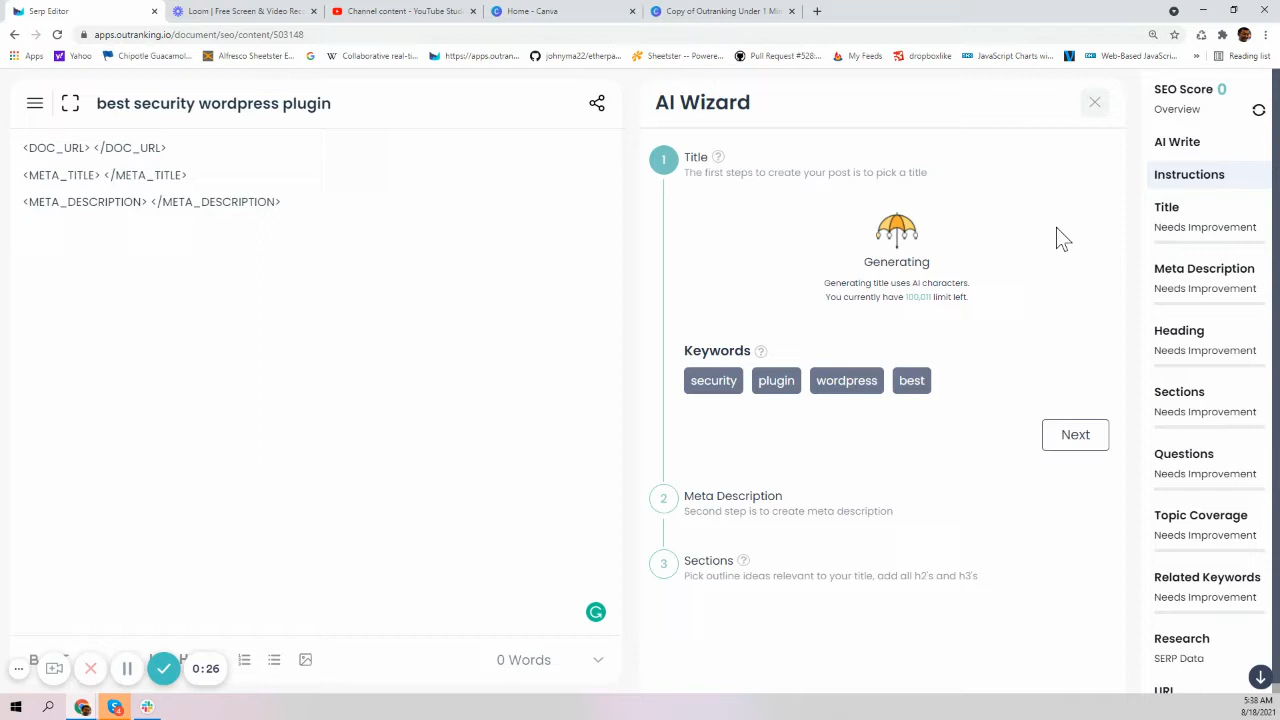 Serp Editor
Loom | Free Screen & Video Rec
Channel content - YouTube Studi
Home - Canva
Copy of Outranking Under 1 Min
apps.outranking.io/document/seo/content/503148
Apps
Yahoo
Chipotle Guacamol...
Alfresco Sheetster E...
Collaborative real-ti...
https://apps.outran...
johnyma22/etherpa...
Sheetster -...
Pull Request #528:...
My Feeds
dropboxlike
JavaScript Charts wi...
Web-Based JavaScri...
»
Reading list
best security wordpress plugin
<DOC_URL> </DOC_URL>
<META_TITLE> </META_TITLE>
<META_DESCRIPTION> </META_DESCRIPTION>
0 Words
0:26
AI Wizard
1
Title ?
The first steps to create your post is to pick a title
Generating
Generating title uses AI characters.
You currently have 100,011 limit left.
Keywords ?
security plugin wordpress best
Next
2
Meta Description
Second step is to create meta description
3
Sections ?
Pick outline ideas relevant to your title, add all h2's and h3's
SEO Score 0
Overview
AI Write
Instructions
Title
Needs Improvement
Meta Description
Needs Improvement
Heading
Needs Improvement
Sections
Needs Improvement
Questions
Needs Improvement
Topic Coverage
Needs Improvement
Related Keywords
Needs Improvement
Research
SERP Data
URL
5:38 AM
8/18/2021